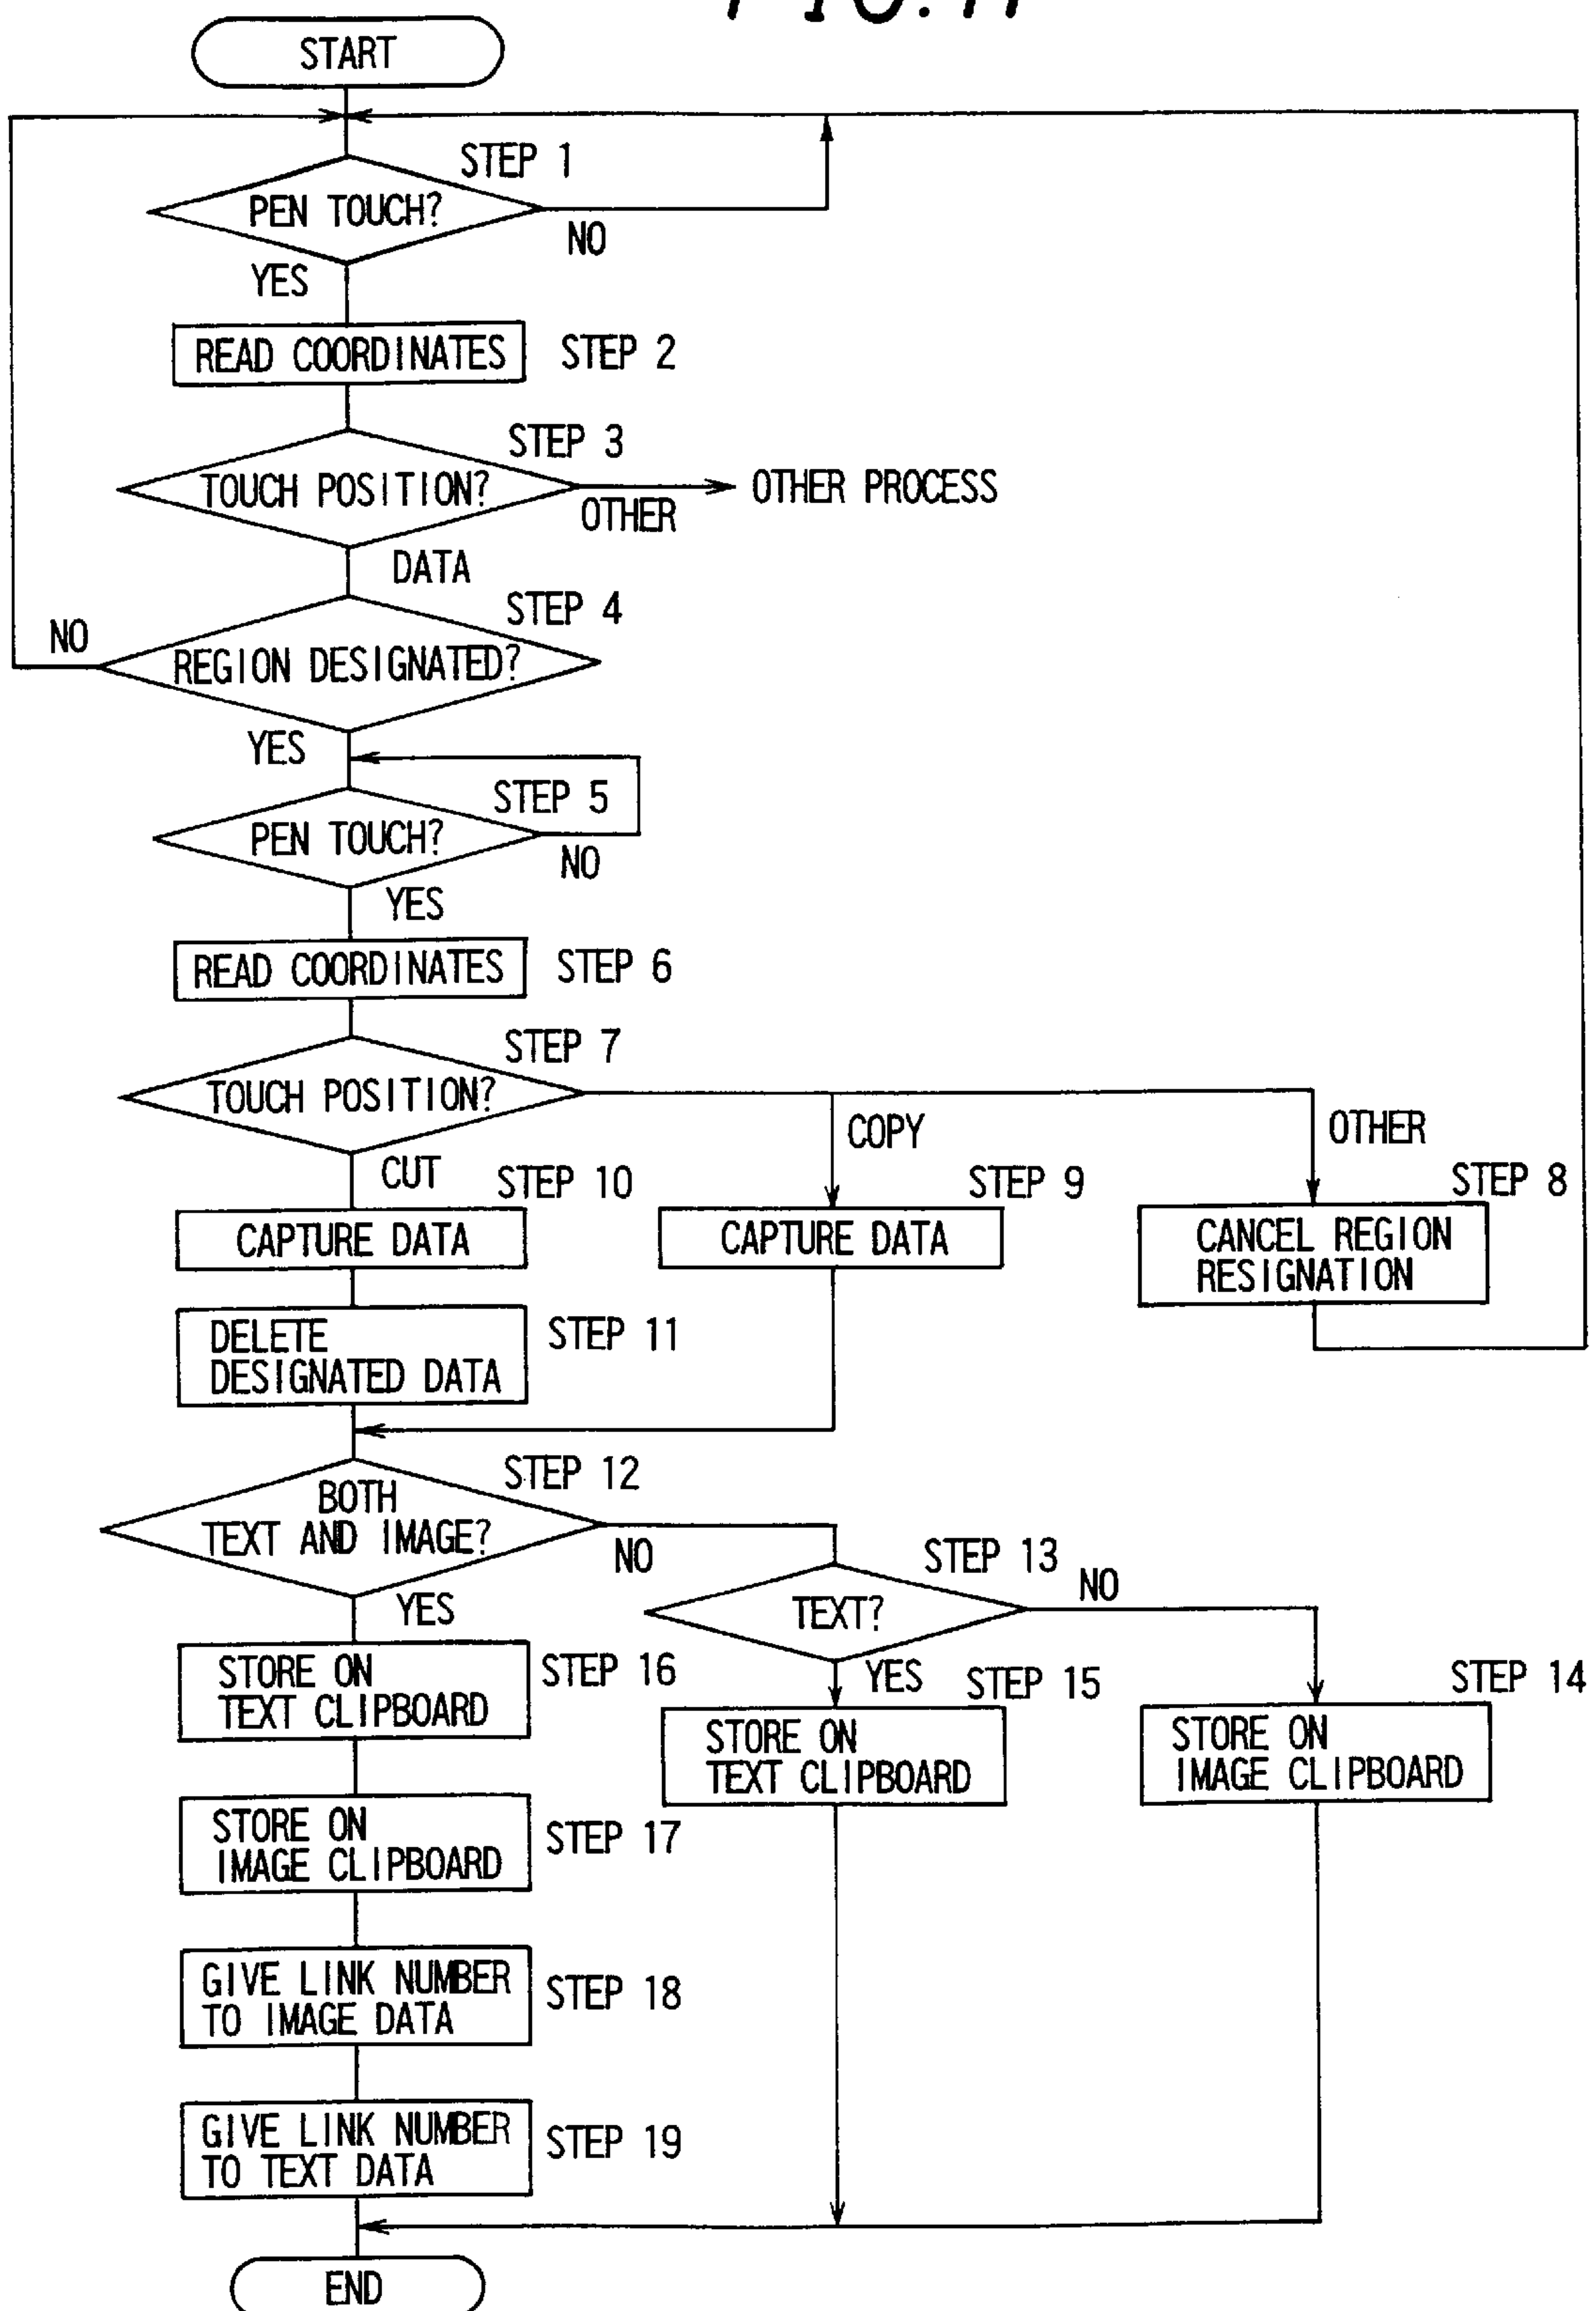 START
STEP 1
PEN TOUCH?
NO
YES
READ COORDINATES
STEP 2
STEP 3
TOUCH POSITION?
OTHER
OTHER PROCESS
DATA
STEP 4
NO
REGION DESIGNATED?
YES
STEP 5
PEN TOUCH?
NO
YES
READ COORDINATES
STEP 6
STEP 7
TOUCH POSITION?
COPY
OTHER
CUT
STEP 10
STEP 9
STEP 8
CAPTURE DATA
CAPTURE DATA
CANCEL REGION
RESIGNATION
DELETE
DESIGNATED DATA
STEP 11
STEP 12
BOTH
TEXT AND IMAGE?
NO
STEP 13
NO
TEXT?
YES
YES
STORE ON
TEXT CLIPBOARD
STEP 16
STEP 15
STEP 14
STORE ON
TEXT CLIPBOARD
STORE ON
IMAGE CLIPBOARD
STORE ON
IMAGE CLIPBOARD
STEP 17
GIVE LINK NUMBER
TO IMAGE DATA
STEP 18
GIVE LINK NUMBER
TO TEXT DATA
STEP 19
END